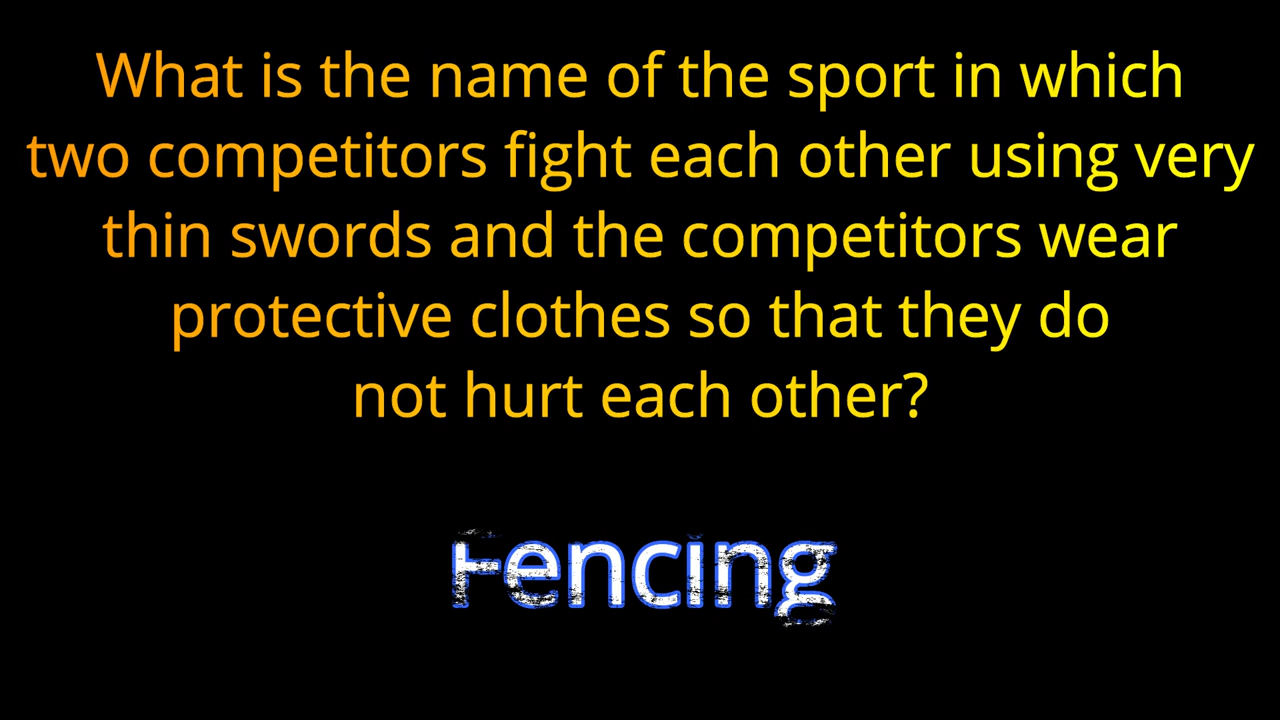 What is the name of the sport in which
two competitors fight each other using very
thin swords and the competitors wear
protective clothes so that they do
not hurt each other?
Fencing